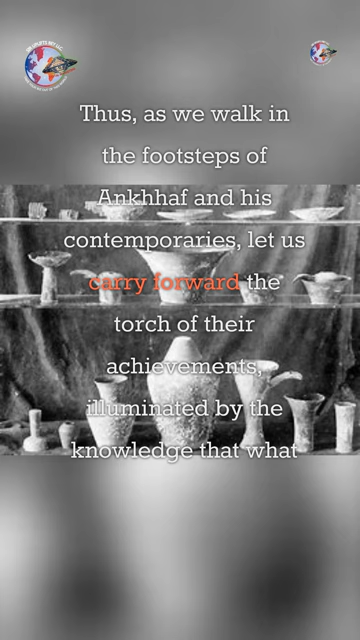 Thus, as we walk in
the footsteps of
Ankhhaf and his
contemporaries, let us
carry forward the
torch of their
achievements,
illuminated by the
knowledge that what